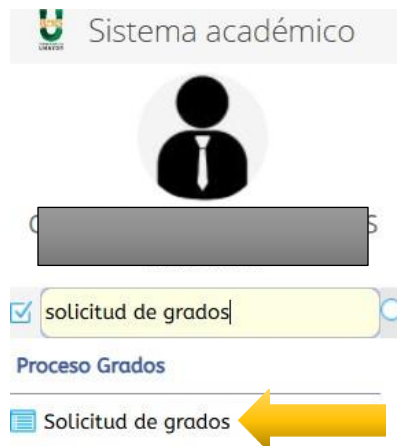 Sistema académico
solicitud de grados
Proceso Grados
Solicitud de grados